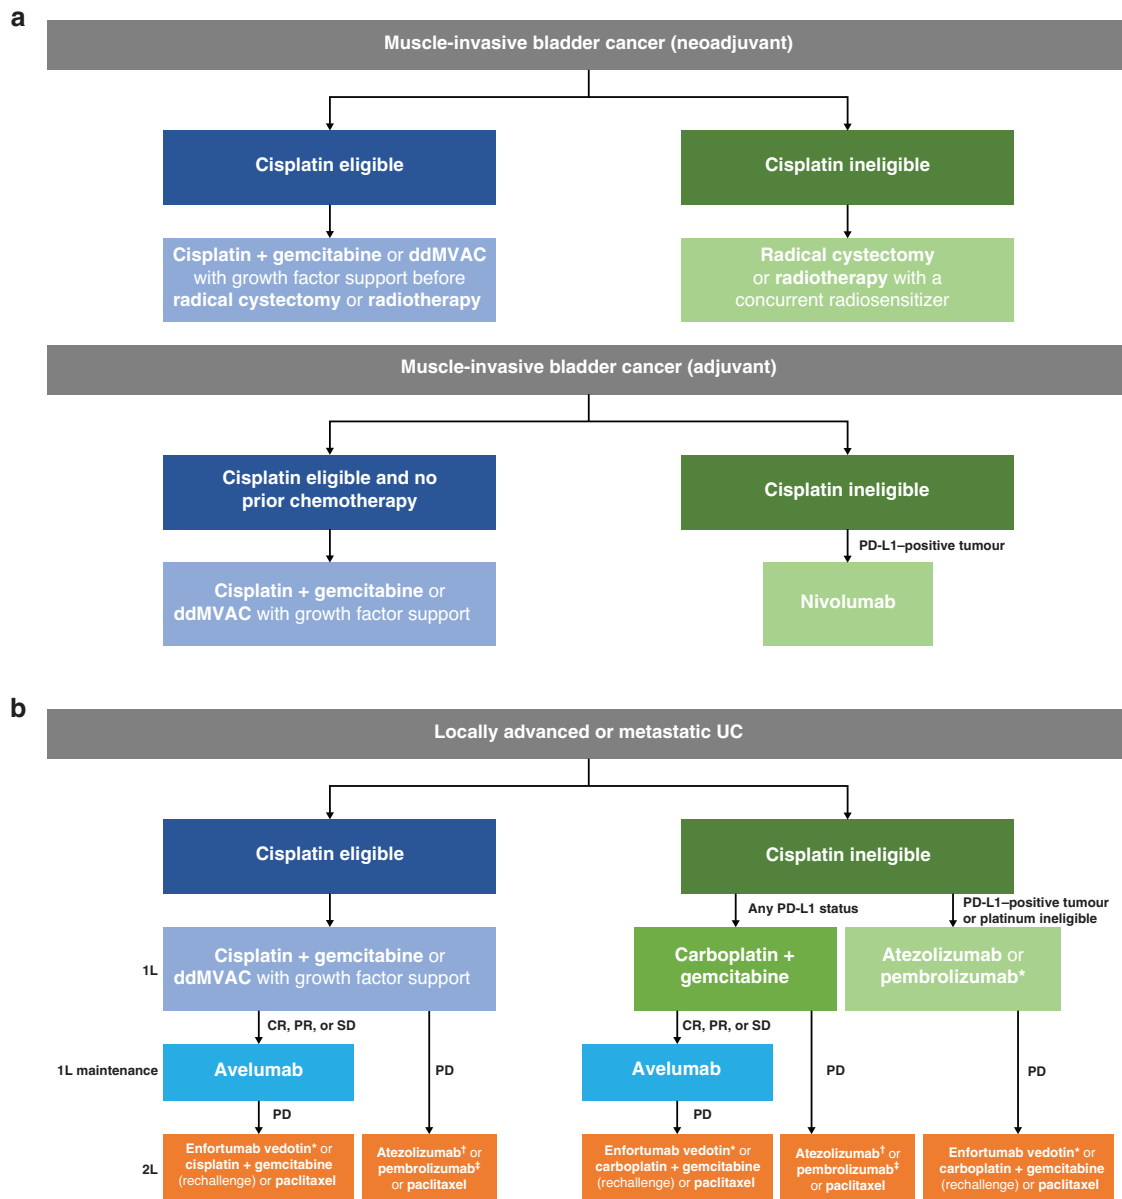 a
Muscle-invasive bladder cancer (neoadjuvant)
Cisplatin eligible
Cisplatin ineligible
Cisplatin + gemcitabine or ddMVAC
with growth factor support before
radical cystectomy or radiotherapy
Radical cystectomy
or radiotherapy with a
concurrent radiosensitizer
Muscle-invasive bladder cancer (adjuvant)
Cisplatin eligible and no
prior chemotherapy
Cisplatin ineligible
PD-L1–positive tumour
Cisplatin + gemcitabine or
ddMVAC with growth factor support
Nivolumab
b
Locally advanced or metastatic UC
Cisplatin eligible
Cisplatin ineligible
Any PD-L1 status
PD-L1–positive tumour
or platinum ineligible
1L
Cisplatin + gemcitabine or
ddMVAC with growth factor support
Carboplatin +
gemcitabine
Atezolizumab or
pembrolizumab*
CR, PR, or SD
CR, PR, or SD
1L maintenance
Avelumab
PD
Avelumab
PD
PD
PD
PD
2L
Enfortumab vedotin* or
cisplatin + gemcitabine
(rechallenge) or paclitaxel
Atezolizumab† or
pembrolizumab‡
or paclitaxel
Enfortumab vedotin* or
carboplatin + gemcitabine
(rechallenge) or paclitaxel
Atezolizumab† or
pembrolizumab‡
or paclitaxel
Enfortumab vedotin* or
carboplatin + gemcitabine
(rechallenge) or paclitaxel